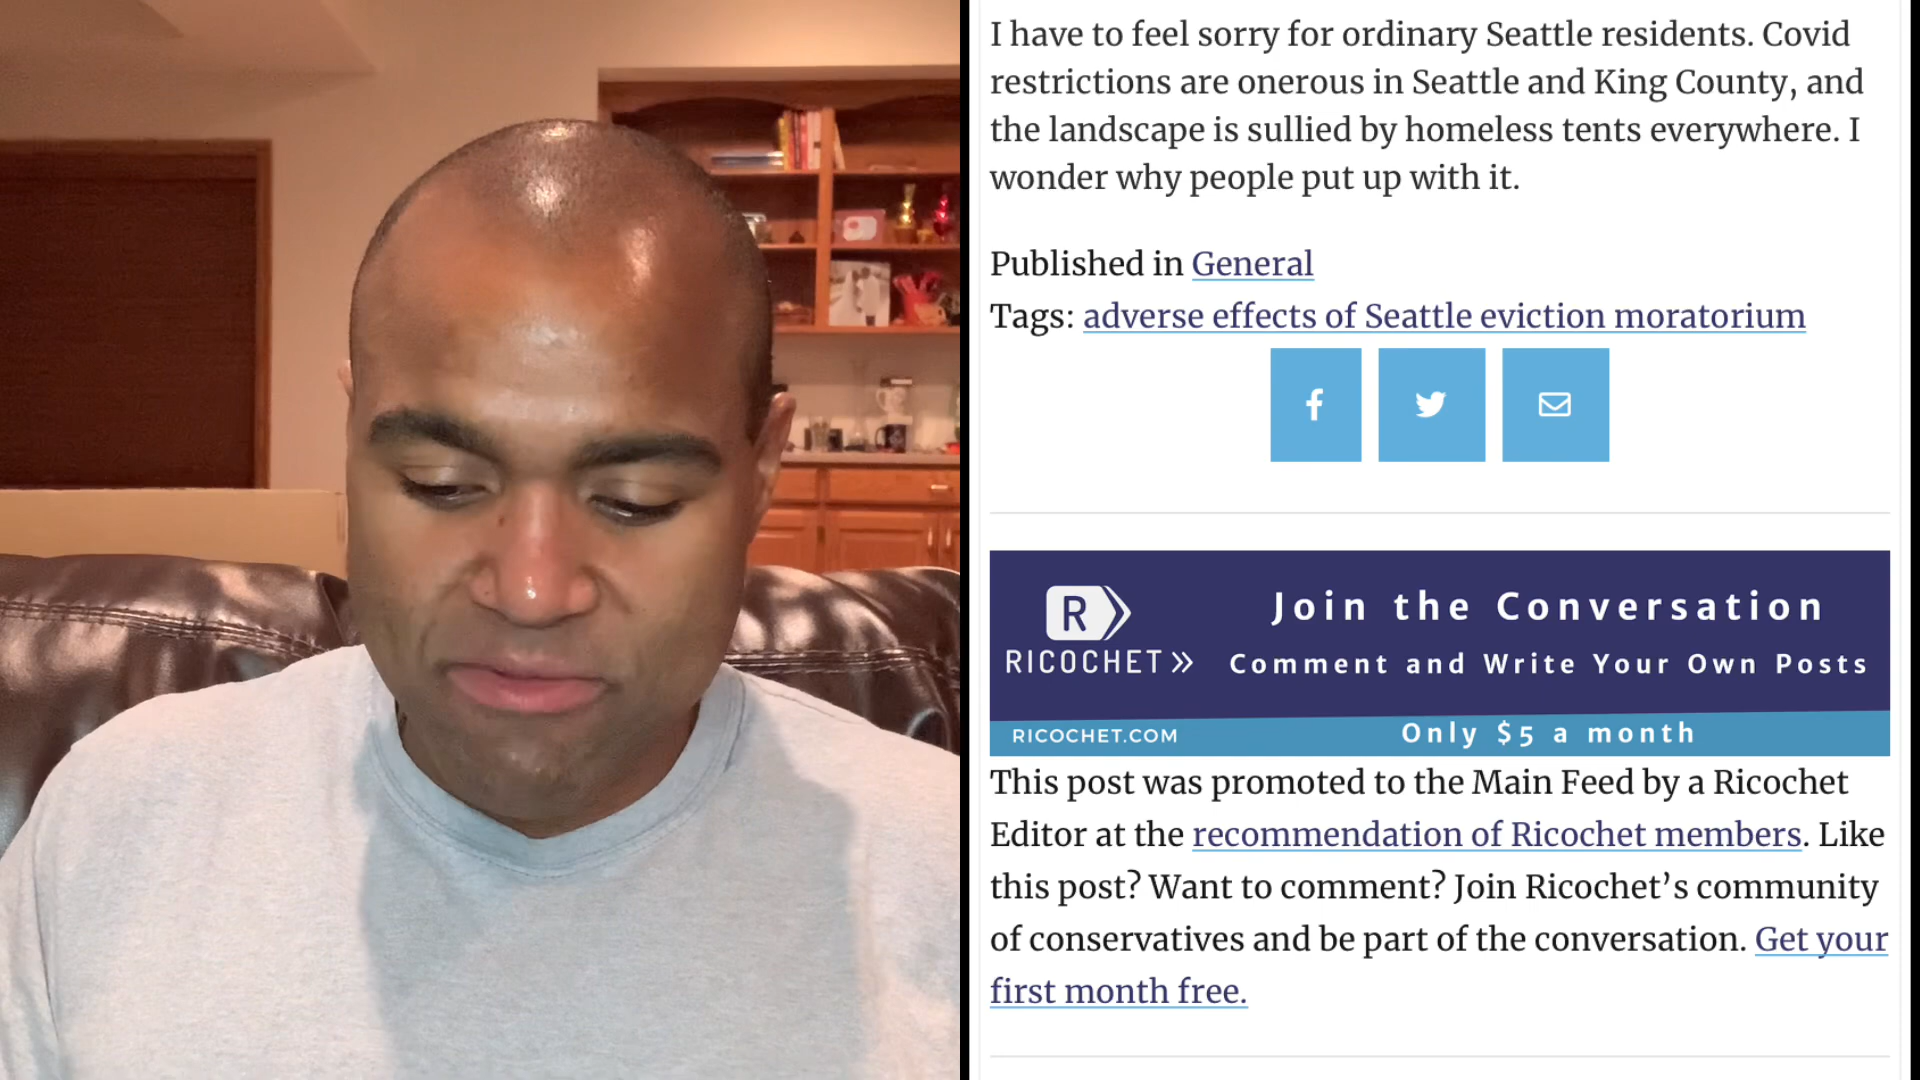 I have to feel sorry for ordinary Seattle residents. Covid
restrictions are onerous in Seattle and King County, and
the landscape is sullied by homeless tents everywhere. I
wonder why people put up with it.
Published in General
Tags: adverse effects of Seattle eviction moratorium
R
RICOCHET
Join the Conversation
Comment and Write Your Own Posts
RICOCHET.COM
Only $5 a month
This post was promoted to the Main Feed by a Ricochet
Editor at the recommendation of Ricochet members. Like
this post? Want to comment? Join Ricochet’s community
of conservatives and be part of the conversation. Get your
first month free.